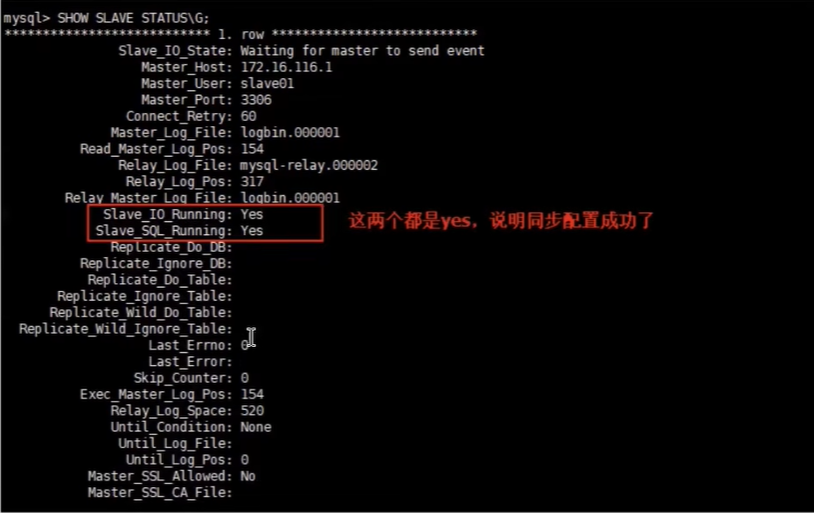 mysql> SHOW SLAVE STATUS\G;
*************************** 1. row ***************************
Slave_IO_State: Waiting for master to send event
Master_Host: 172.16.116.1
Master_User: slave01
Master_Port: 3306
Connect_Retry: 60
Master_Log_File: logbin.000001
Read_Master_Log_Pos: 154
Relay_Log_File: mysql-relay.000002
Relay_Log_Pos: 317
Relay_Master_Log_File: logbin.000001
Slave_IO_Running: Yes
Slave_SQL_Running: Yes
这两个都是yes，说明同步配置成功了
Replicate_Do_DB:
Replicate_Ignore_DB:
Replicate_Do_Table:
Replicate_Ignore_Table:
Replicate_Wild_Do_Table:
Replicate_Wild_Ignore_Table:
Last_Errno: 0
Last_Error:
Skip_Counter: 0
Exec_Master_Log_Pos: 154
Relay_Log_Space: 520
Until_Condition: None
Until_Log_File:
Until_Log_Pos: 0
Master_SSL_Allowed: No
Master_SSL_CA_File: